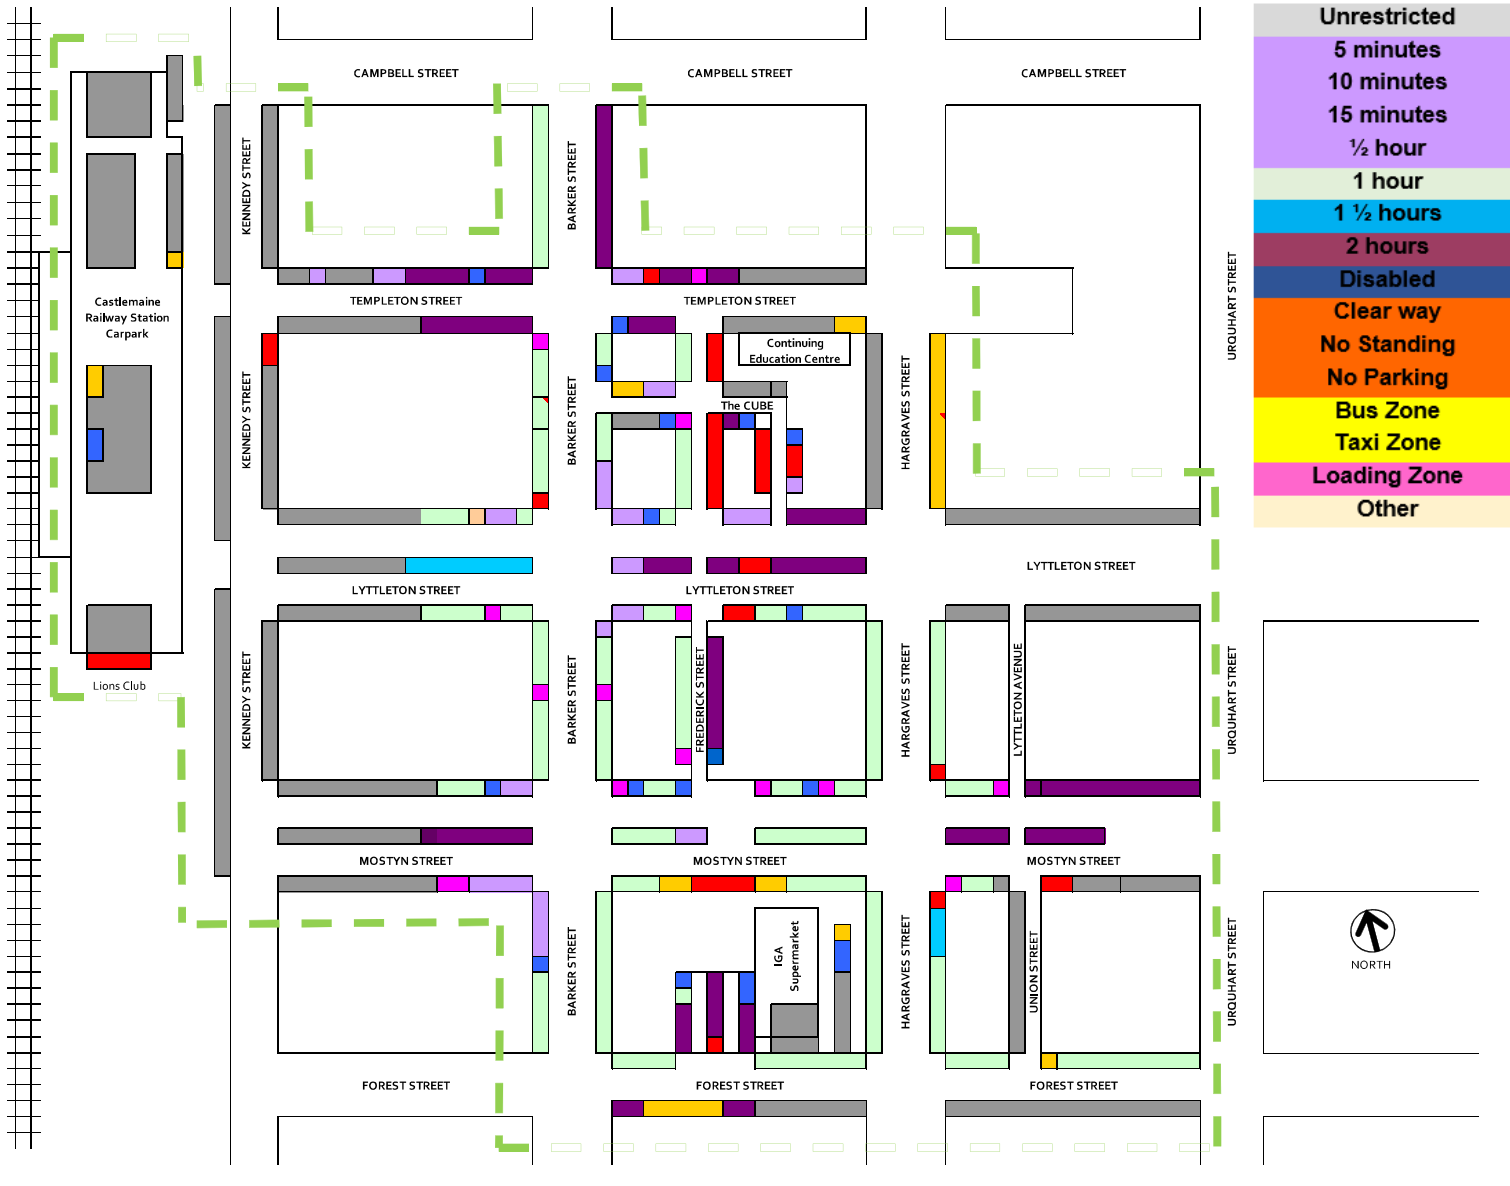 Unrestricted
5 minutes
10 minutes
15 minutes
½ hour
1 hour
1 ½ hours
2 hours
Disabled
Clear way
No Standing
No Parking
Bus Zone
Taxi Zone
Loading Zone
Other
CAMPBELL STREET
CAMPBELL STREET
CAMPBELL STREET
KENNEDY STREET
BARKER STREET
URQUHART STREET
Castlemaine
Railway Station
Carpark
TEMPLETON STREET
TEMPLETON STREET
Continuing
Education Centre
KENNEDY STREET
BARKER STREET
The CUBE
HARGRAVES STREET
LYTTLETON STREET
LYTTLETON STREET
LYTTLETON STREET
Lions Club
KENNEDY STREET
BARKER STREET
FREDERICK STREET
HARGRAVES STREET
LYTTLETON AVENUE
URQUHART STREET
MOSTYN STREET
MOSTYN STREET
MOSTYN STREET
BARKER STREET
IGA
Supermarket
HARGRAVES STREET
UNION STREET
URQUHART STREET
NORTH
FOREST STREET
FOREST STREET
FOREST STREET